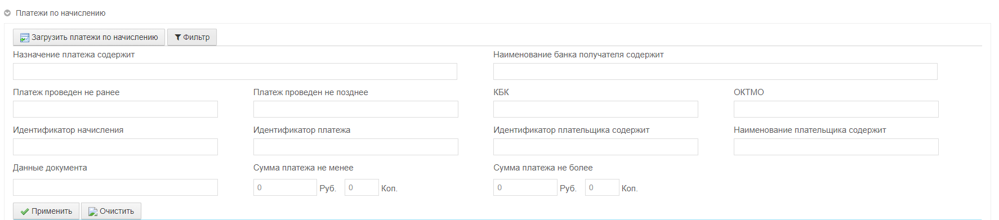 Платежи по начислению
Загрузить платежи по начислению Фильтр
Назначение платежа содержит Наименование банка получателя содержит
Платеж проведен не ранее Платеж проведен не позднее КБК ОКТМО
Идентификатор начисления Идентификатор платежа Идентификатор плательщика содержит Наименование плательщика содержит
Данные документа Сумма платежа не менее Сумма платежа не более
0 Руб. 0 Коп. 0 Руб. 0 Коп.
Применить Очистить